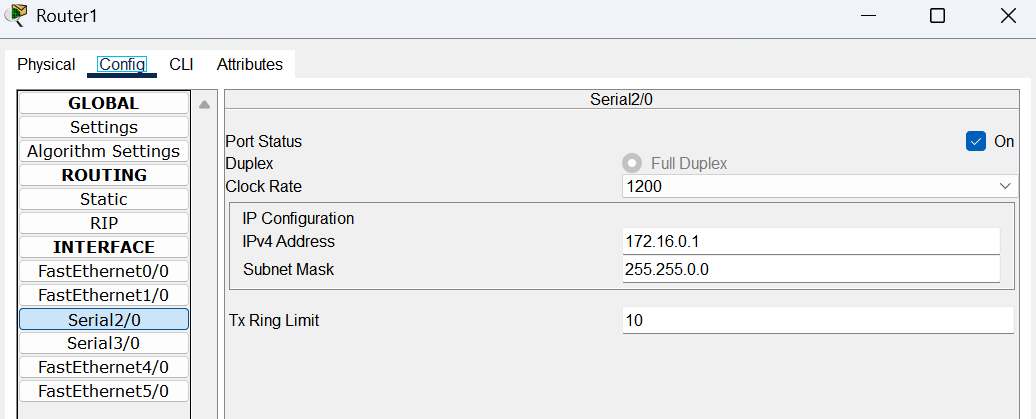 Router1
Physical Config CLI Attributes
GLOBAL
Settings
Algorithm Settings
ROUTING
Static
RIP
INTERFACE
FastEthernet0/0
FastEthernet1/0
Serial2/0
Serial3/0
FastEthernet4/0
FastEthernet5/0
Serial2/0
Port Status On
Duplex Full Duplex
Clock Rate 1200
IP Configuration
IPv4 Address 172.16.0.1
Subnet Mask 255.255.0.0
Tx Ring Limit 10